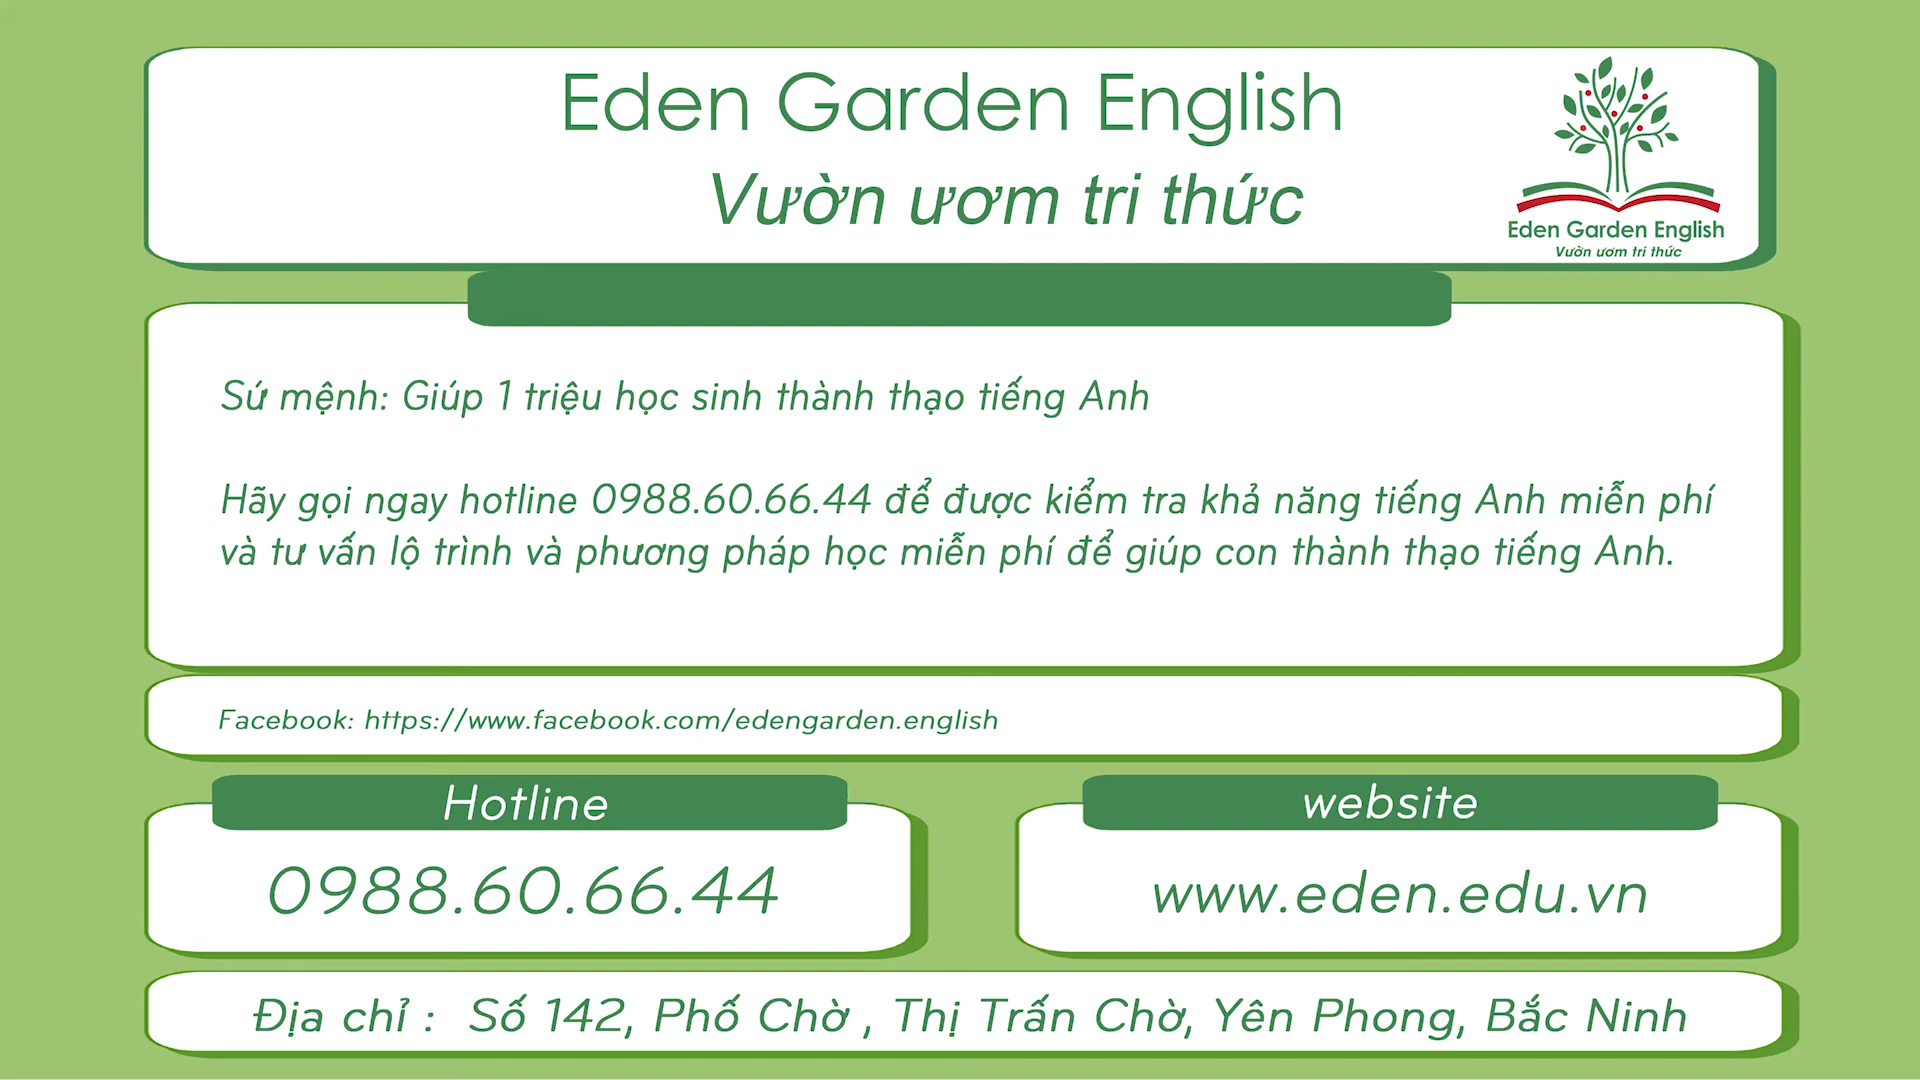 Eden Garden English
Vườn ươm tri thức
Eden Garden English
Vườn ươm tri thức
Sứ mệnh: Giúp 1 triệu học sinh thành thạo tiếng Anh
Hãy gọi ngay hotline 0988.60.66.44 để được kiểm tra khả năng tiếng Anh miễn phí
và tư vấn lộ trình và phương pháp học miễn phí để giúp con thành thạo tiếng Anh.
Facebook: https://www.facebook.com/edengarden.english
Hotline
0988.60.66.44
website
www.eden.edu.vn
Địa chỉ : Số 142, Phố Chờ , Thị Trấn Chờ, Yên Phong, Bắc Ninh